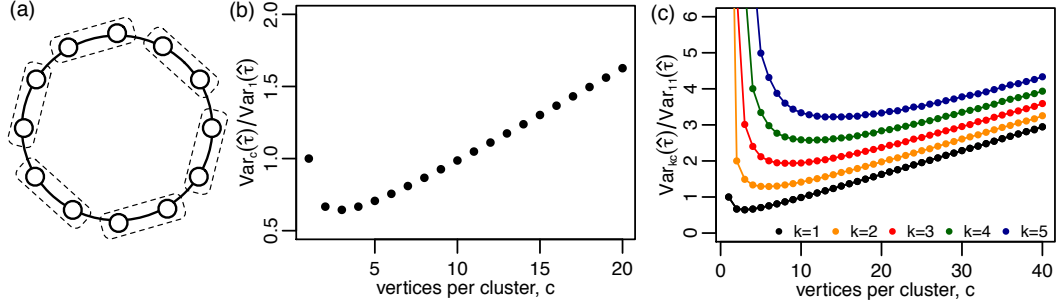 (a)
(b)
Var_c(τ̂)/Var_1(τ̂)
2.0
1.5
1.0
0.5
5
10
15
20
vertices per cluster, c
(c)
Var_kc(τ̂)/Var_11(τ̂)
6
5
4
3
2
1
0
k=1 k=2 k=3 k=4 k=5
0
10
20
30
40
vertices per cluster, c